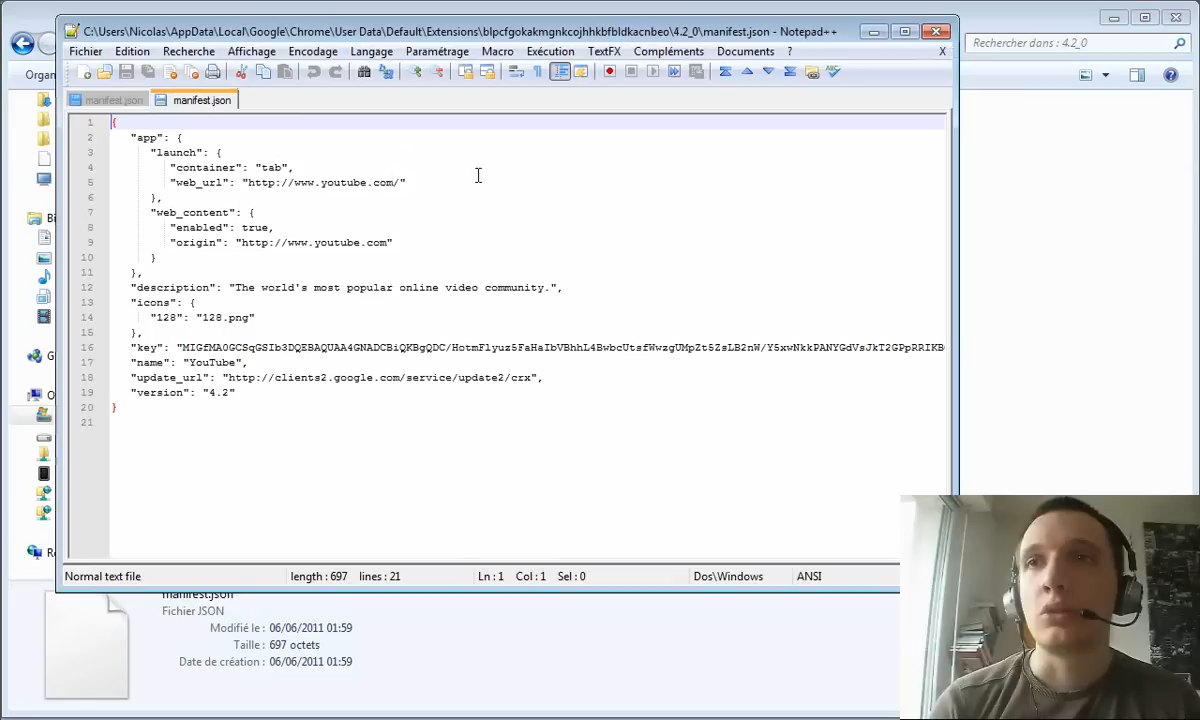 C:\Users\Nicolas\AppData\Local\Google\Chrome\User Data\Default\Extensions\blpcfgokakmgnkcojhhkbfbldkacnbeo\4.2_0\manifest.json - Notepad++
Rechercher dans : 4.2_0
Fichier Edition Recherche Affichage Encodage Langage Paramétrage Macro Exécution TextFX Compléments Documents ? X
Organ
manifest.json manifest.json
1 {
2 "app": {
3 "launch": {
4 "container": "tab",
5 "web_url": "http://www.youtube.com/"
6 },
7 "web_content": {
8 "enabled": true,
9 "origin": "http://www.youtube.com"
10 }
11 },
12 "description": "The world's most popular online video community.",
13 "icons": {
14 "128": "128.png"
15 },
16 "key": "MIGfMA0GCSqGSIb3DQEBAQUAA4GNADCBiQKBgQDC/HotmFlyuz5FaHaIbVBhhL4BwbcUtsfWwzgUMpZt5ZsLB2nW/Y5xwNkkPANYGdVsJkT2GPpRRIKB
17 "name": "YouTube",
18 "update_url": "http://clients2.google.com/service/update2/crx",
19 "version": "4.2"
20 }
21
Bi
G
O
R
Normal text file length : 697 lines : 21 Ln : 1 Col : 1 Sel : 0 Dos\Windows ANSI
manifest.json
Fichier JSON
Modifié le : 06/06/2011 01:59
Taille : 697 octets
Date de création : 06/06/2011 01:59